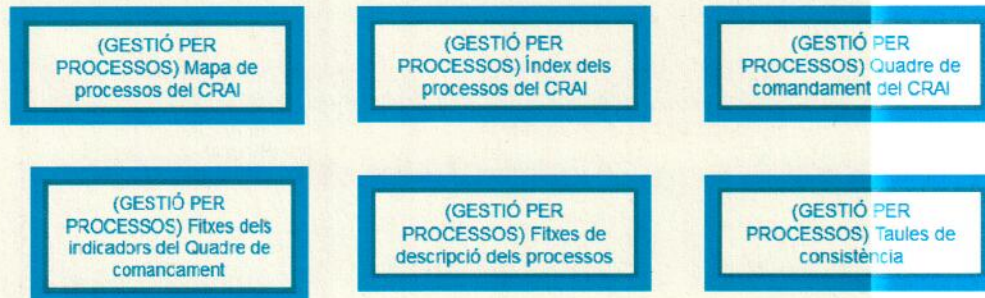 (GESTIÓ PER
PROCESSOS) Mapa de
processos del CRAI
(GESTIÓ PER
PROCESSOS) Índex dels
processos del CRAI
(GESTIÓ PER
PROCESSOS) Quadre de
comandament del CRAI
(GESTIÓ PER
PROCESSOS) Fitxes dels
indicadors del Quadre de
comancament
(GESTIÓ PER
PROCESSOS) Fitxes de
descripció dels processos
(GESTIÓ PER
PROCESSOS) Taules de
consistència